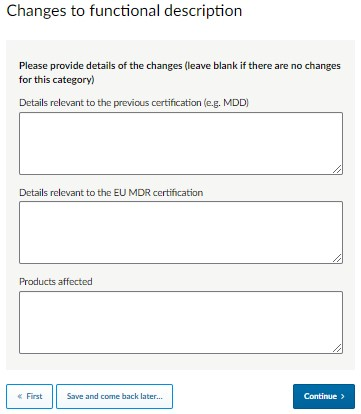 Changes to functional description
Please provide details of the changes (leave blank if there are no changes
for this category)
Details relevant to the previous certification (e.g. MDD)
Details relevant to the EU MDR certification
Products affected
« First
Save and come back later...
Continue >